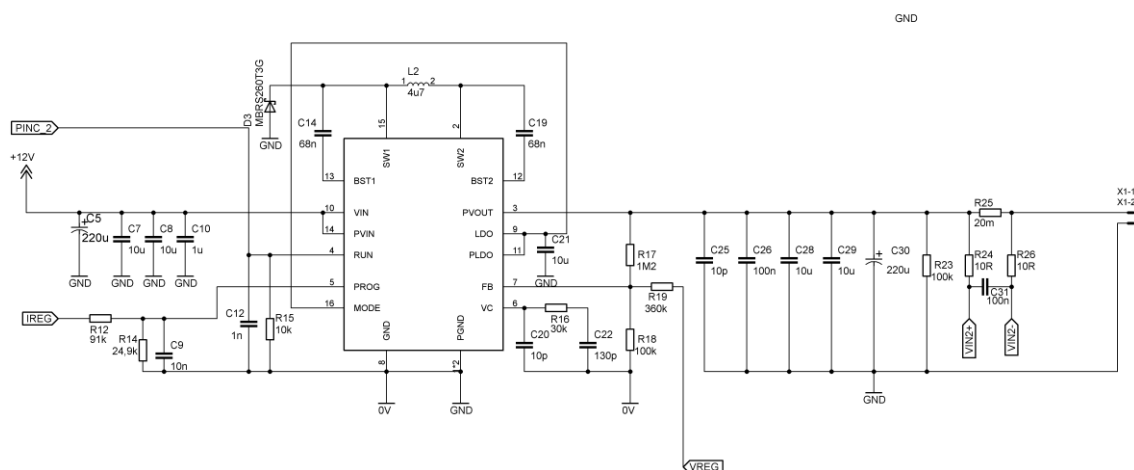 GND
L2
1 2
4u7
D3
MBRS260T3G
GND
PINC_2
C14
68n
15
SW1
2
SW2
C19
68n
+12V
13
BST1
BST2
12
C5
220u
C7
10u
C8
10u
C10
1u
GND
GND
GND
GND
10
VIN
PVOUT
3
14
PVIN
LDO
9
4
RUN
PLDO
11
5
PROG
FB
7
16
MODE
VC
6
GND
8
PGND
C21
10u
GND
R17
1M2
R19
360k
R16
30k
C20
10p
C22
130p
R18
100k
C25
10p
C26
100n
C28
10u
C29
10u
C30
220u
R23
100k
R25
20m
R24
10R
R26
10R
C31
100n
VIN2+
VIN2-
X1-1
X1-2
IREG
R12
91k
R14
24,9k
C9
10n
C12
1n
R15
10k
0V
GND
0V
GND
VREG